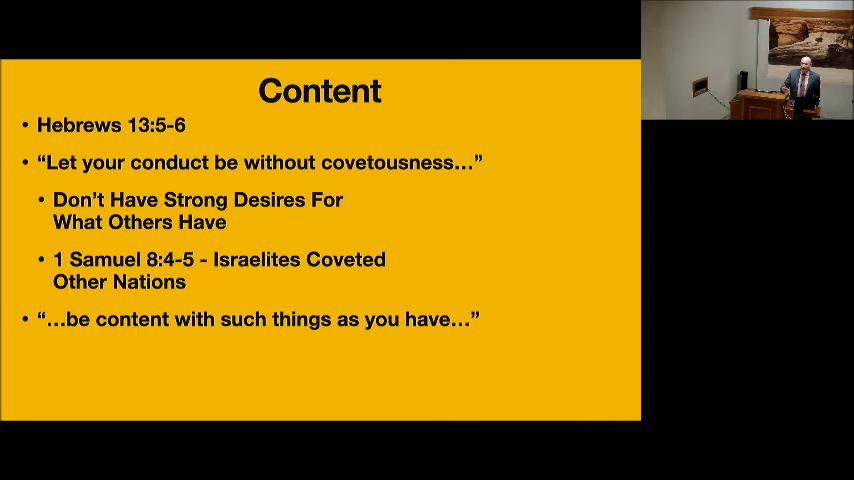 Content
• Hebrews 13:5-6
• “Let your conduct be without covetousness…”
• Don’t Have Strong Desires For
What Others Have
• 1 Samuel 8:4-5 - Israelites Coveted
Other Nations
• “…be content with such things as you have…”